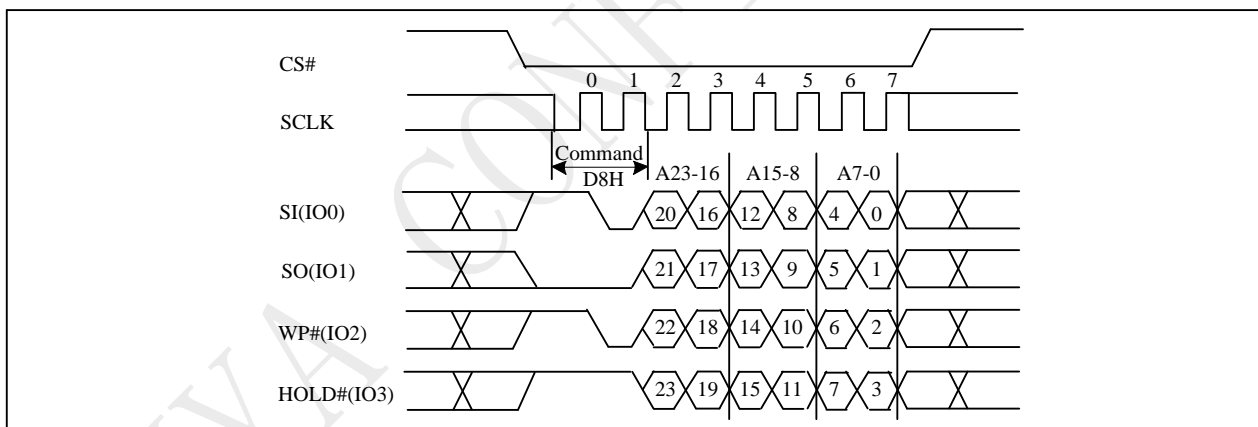 CS#
0 1 2 3 4 5 6 7
SCLK
Command
D8H
A23-16 A15-8 A7-0
SI(IO0) 20 16 12 8 4 0
SO(IO1) 21 17 13 9 5 1
WP#(IO2) 22 18 14 10 6 2
HOLD#(IO3) 23 19 15 11 7 3